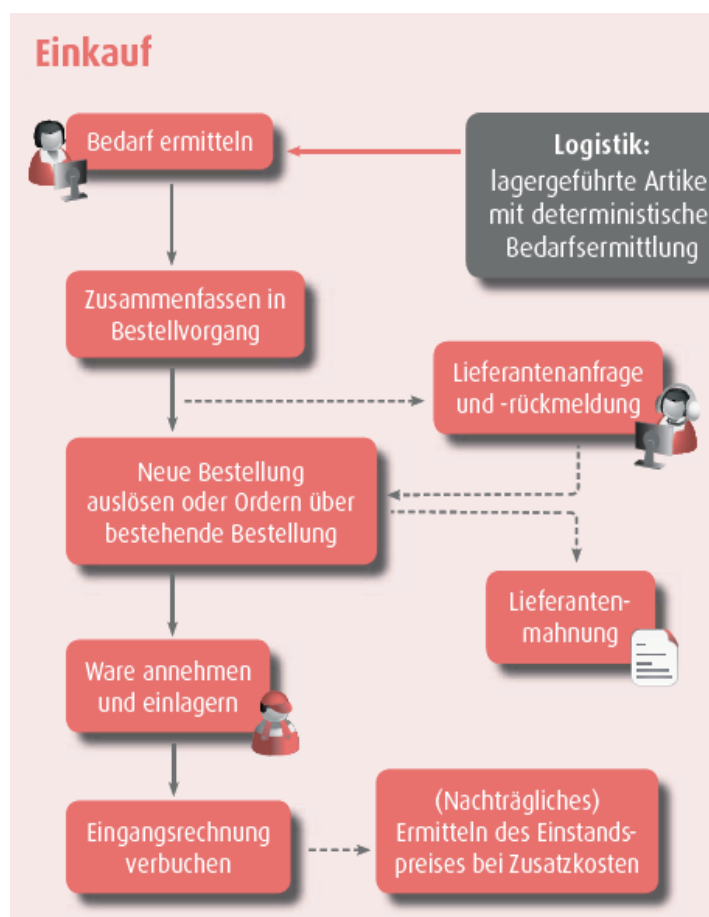 Einkauf
Bedarf ermitteln
Logistik:
lagergeführte Artike
mit deterministische
Bedarfsermittlung
Zusammenfassen in
Bestellvorgang
Lieferantenanfrage
und -rückmeldung
Neue Bestellung
auslösen oder Ordern über
bestehende Bestellung
Lieferanten-
mahnung
Ware annehmen
und einlagern
Eingangsrechnung
verbuchen
(Nachträgliches)
Ermitteln des Einstands-
preises bei Zusatzkosten